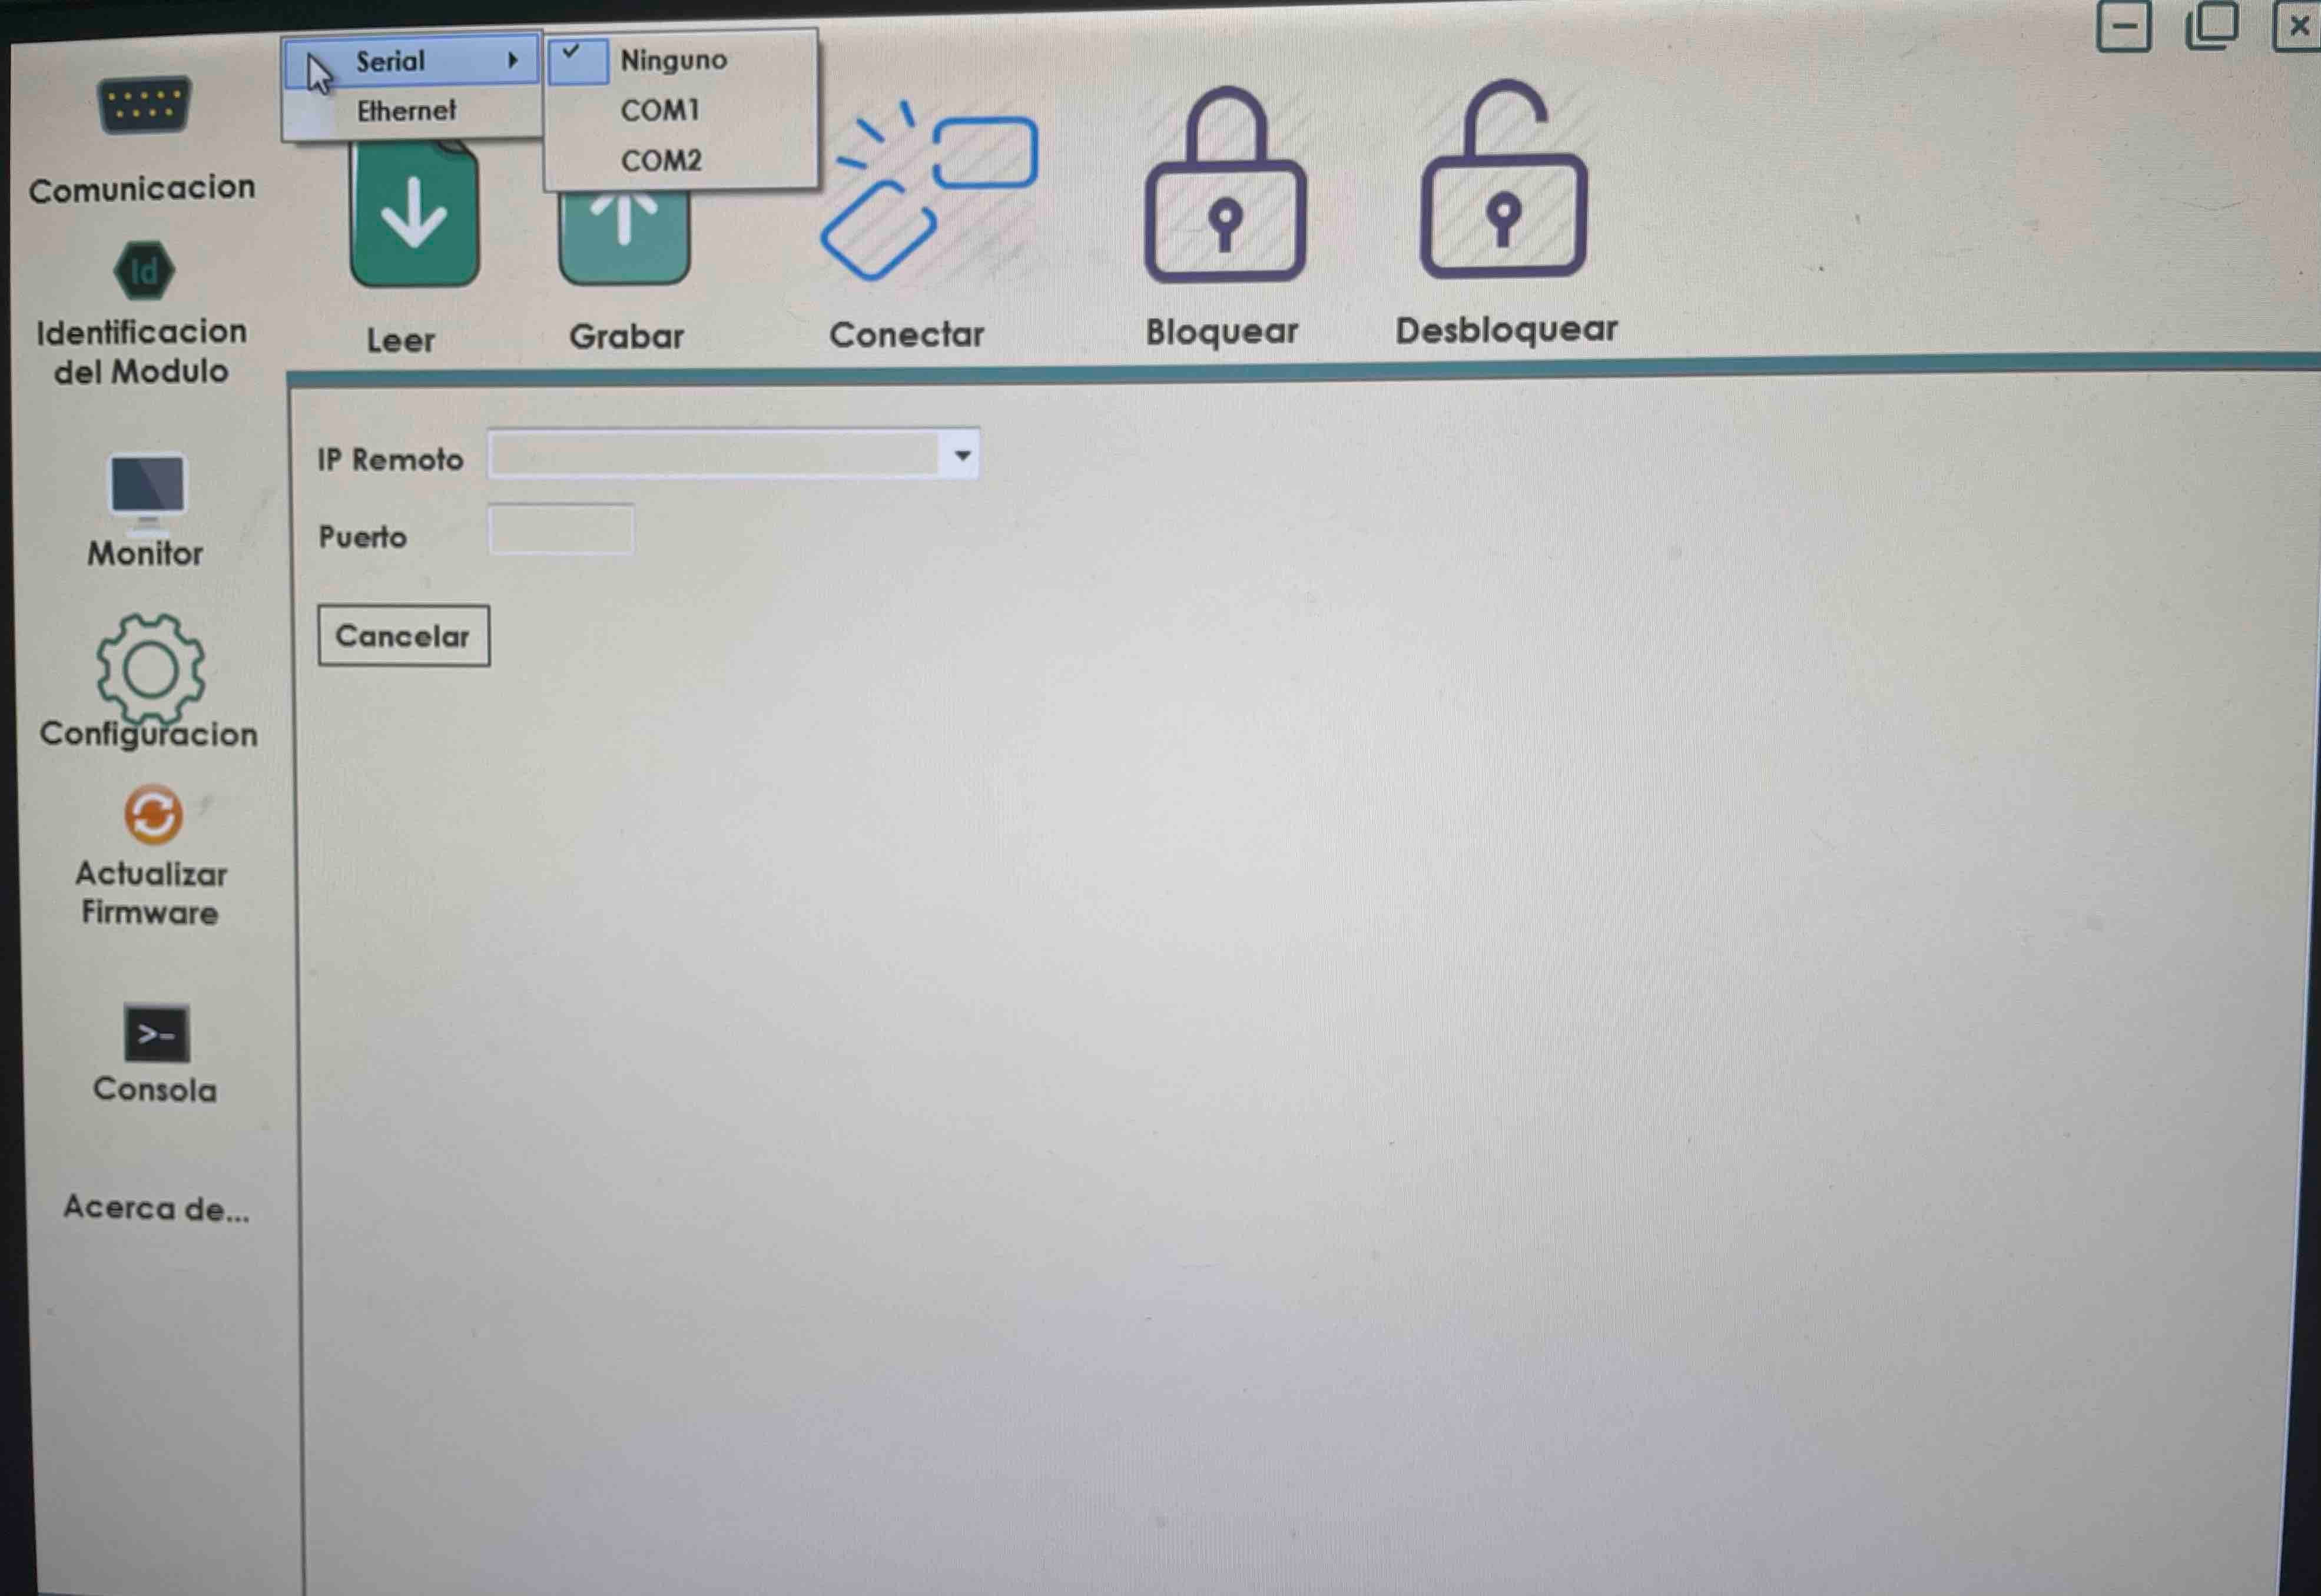 Serial
Ethernet
Ninguno
COM1
COM2
Comunicacion
Id
Identificacion
del Modulo
Monitor
Configuracion
Actualizar
Firmware
>-
Consola
Acerca de...
Leer
Grabar
Conectar
Bloquear
Desbloquear
IP Remoto
Puerto
Cancelar